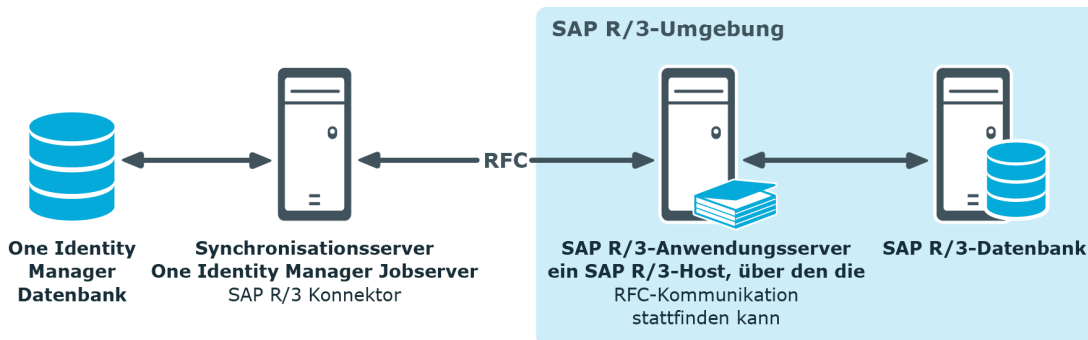 SAP R/3-Umgebung
RFC
One Identity
Manager
Datenbank
Synchronisationsserver
One Identity Manager Jobserver
SAP R/3 Konnektor
SAP R/3-Anwendungsserver
ein SAP R/3-Host, über den die
RFC-Kommunikation
stattfinden kann
SAP R/3-Datenbank